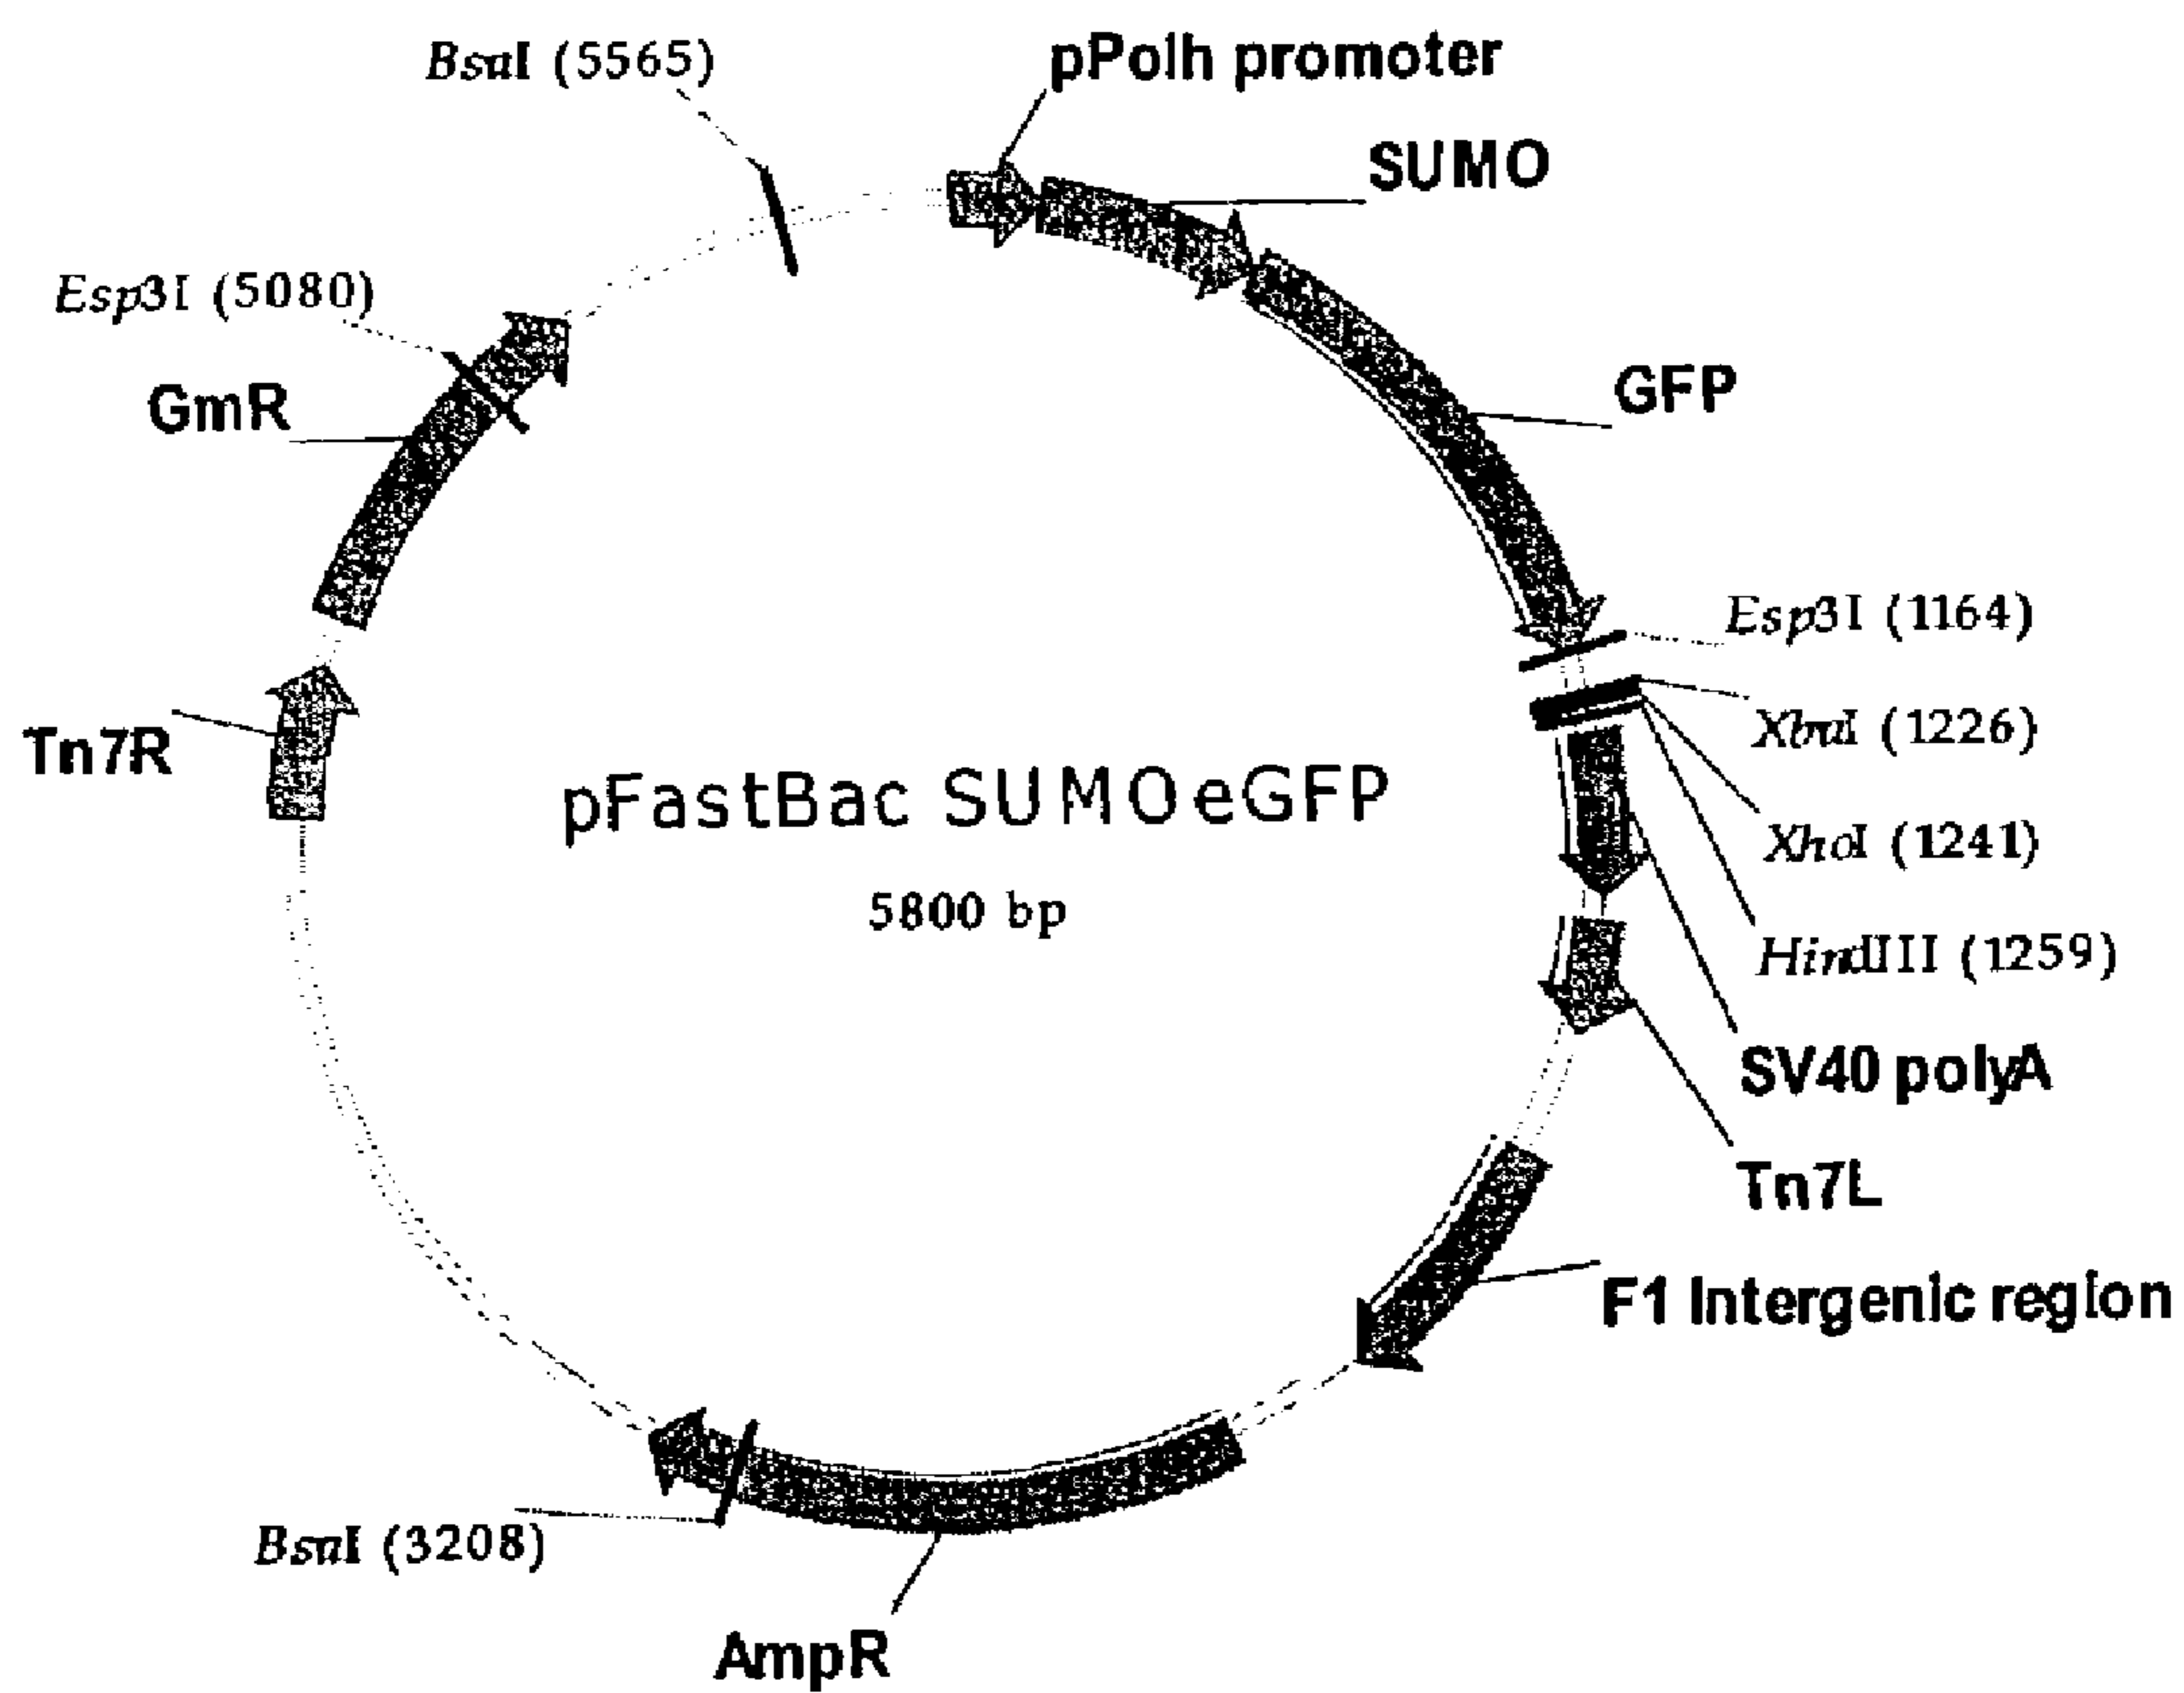 BsaI (5565)
pPolh promoter
SUMO
Esp3I (5080)
GmR
GFP
Esp3I (1164)
XbaI (1226)
Tn7R
pFastBac SUMOeGFP
XhoI (1241)
5800 bp
HindIII (1259)
SV40 polyA
Tn7L
F1 Intergenic region
BsaI (3208)
AmpR